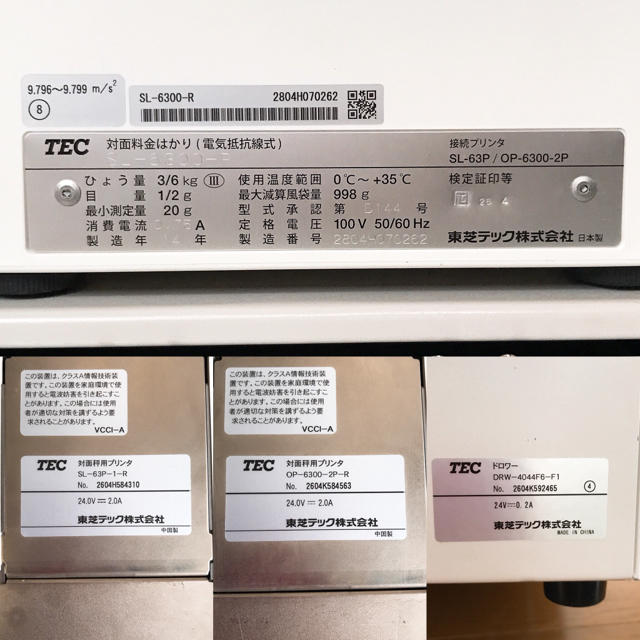 9.796～9.799 m/s²
⑧
SL-6300-R 2804H070262
TEC 対面料金はかり(電気抵抗線式)
SL-6300-R
ひょう量 3/6 kg Ⅲ
目量 1/2 g
最小測定量 20 g
消費電流 A
製造年 14年
使用温度範囲 0℃～+35℃
最大減算風袋量 998 g
型式承認 第 D144 号
定格電圧 100V 50/60 Hz
製造番号 2804H070262
接続プリンタ
SL-63P/OP-6300-2P
検定証印等
26 4
東芝テック株式会社 日本製
この装置は、クラスA情報技術装
置です。この装置を家庭環境で使
用すると電波妨害を引き起こすこ
とがあります。この場合には使用
者が適切な対策を講ずるよう要
求されることがあります。
VCCI-A
TEC 対面秤用プリンタ
SL-63P-1-R
No. 2604H584310
24.0V 2.0A
東芝テック株式会社
中国製
この装置は、クラスA情報技術装
置です。この装置を家庭環境で使
用すると電波妨害を引き起こすこ
とがあります。この場合には使用
者が適切な対策を講ずるよう要
求されることがあります。
VCCI-A
TEC 対面秤用プリンタ
OP-6300-2P-R
No. 2604K584563
24.0V 2.0A
東芝テック株式会社
中国製
TEC ドロワー
DRW-4044F6-F1
No. 2604K592465 ④
24V 0.2A
東芝テック株式会社
MADE IN CHINA